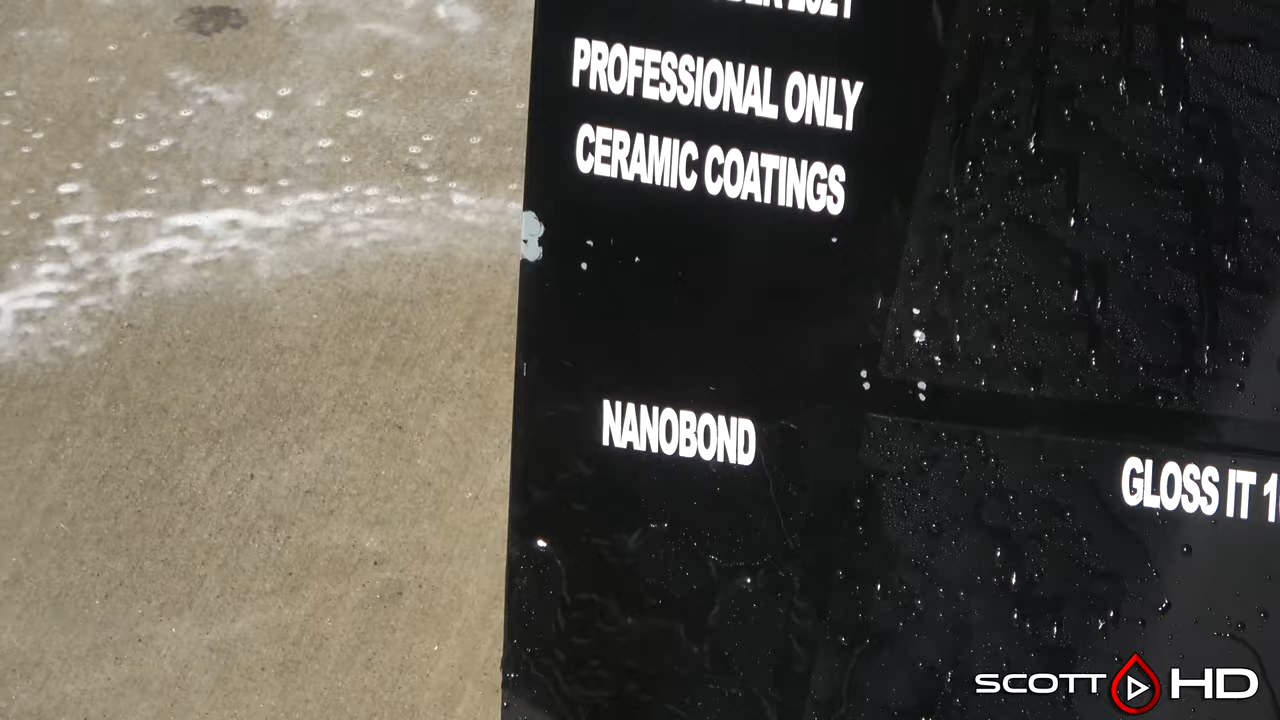 PROFESSIONAL ONLY
CERAMIC COATINGS
NANOBOND
GLOSS IT
SCOTT HD